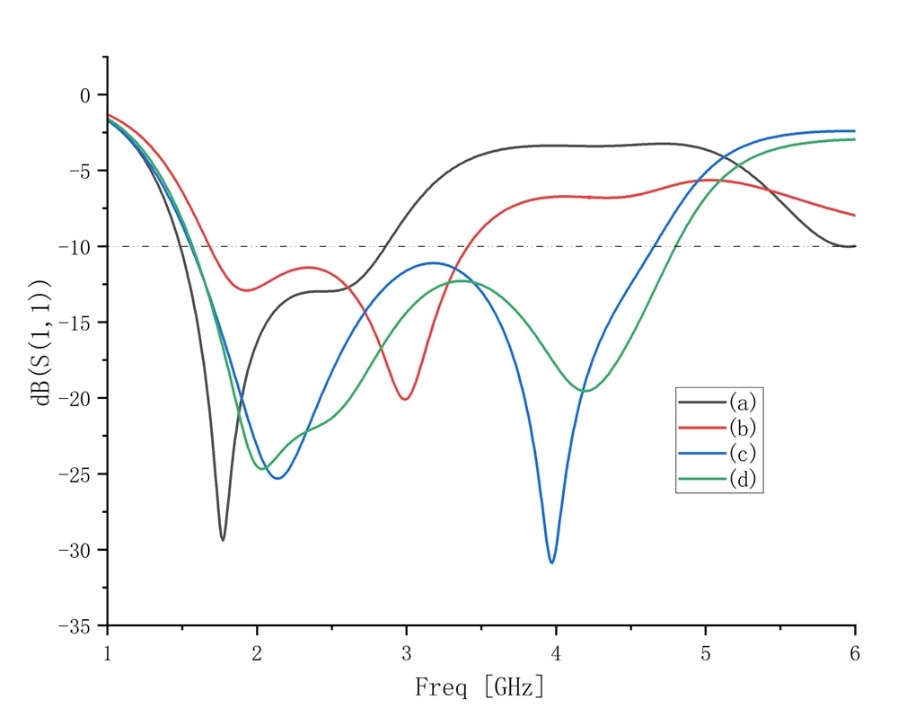 0
−5
−10
−15
−20
−25
−30
−35
dB(S(1,1))
(a)
(b)
(c)
(d)
1 2 3 4 5 6
Freq [GHz]